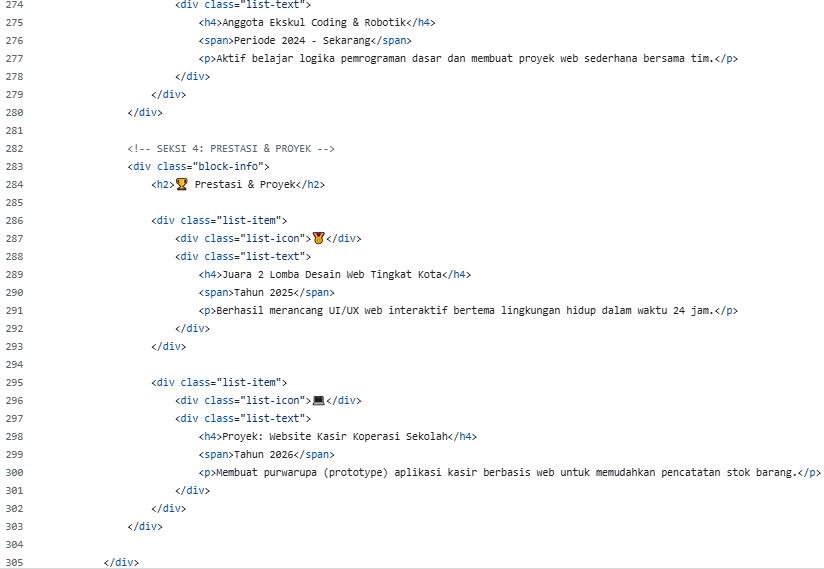 274 <div class="list-text">
275 <h4>Anggota Ekskul Coding & Robotik</h4>
276 <span>Periode 2024 - Sekarang</span>
277 <p>Aktif belajar logika pemrograman dasar dan membuat proyek web sederhana bersama tim.</p>
278 </div>
279 </div>
280 </div>
281
282 <!-- SEKSI 4: PRESTASI & PROYEK -->
283 <div class="block-info">
284 <h2>🏆 Prestasi & Proyek</h2>
285
286 <div class="list-item">
287 <div class="list-icon">🏅</div>
288 <div class="list-text">
289 <h4>Juara 2 Lomba Desain Web Tingkat Kota</h4>
290 <span>Tahun 2025</span>
291 <p>Berhasil merancang UI/UX web interaktif bertema lingkungan hidup dalam waktu 24 jam.</p>
292 </div>
293 </div>
294
295 <div class="list-item">
296 <div class="list-icon">💻</div>
297 <div class="list-text">
298 <h4>Proyek: Website Kasir Koperasi Sekolah</h4>
299 <span>Tahun 2026</span>
300 <p>Membuat purwarupa (prototype) aplikasi kasir berbasis web untuk memudahkan pencatatan stok barang.</p>
301 </div>
302 </div>
303 </div>
304
305 </div>